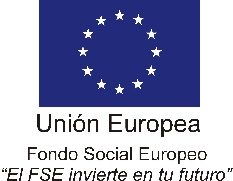 Unión Europea
Fondo Social Europeo
“El FSE invierte en tu futuro”